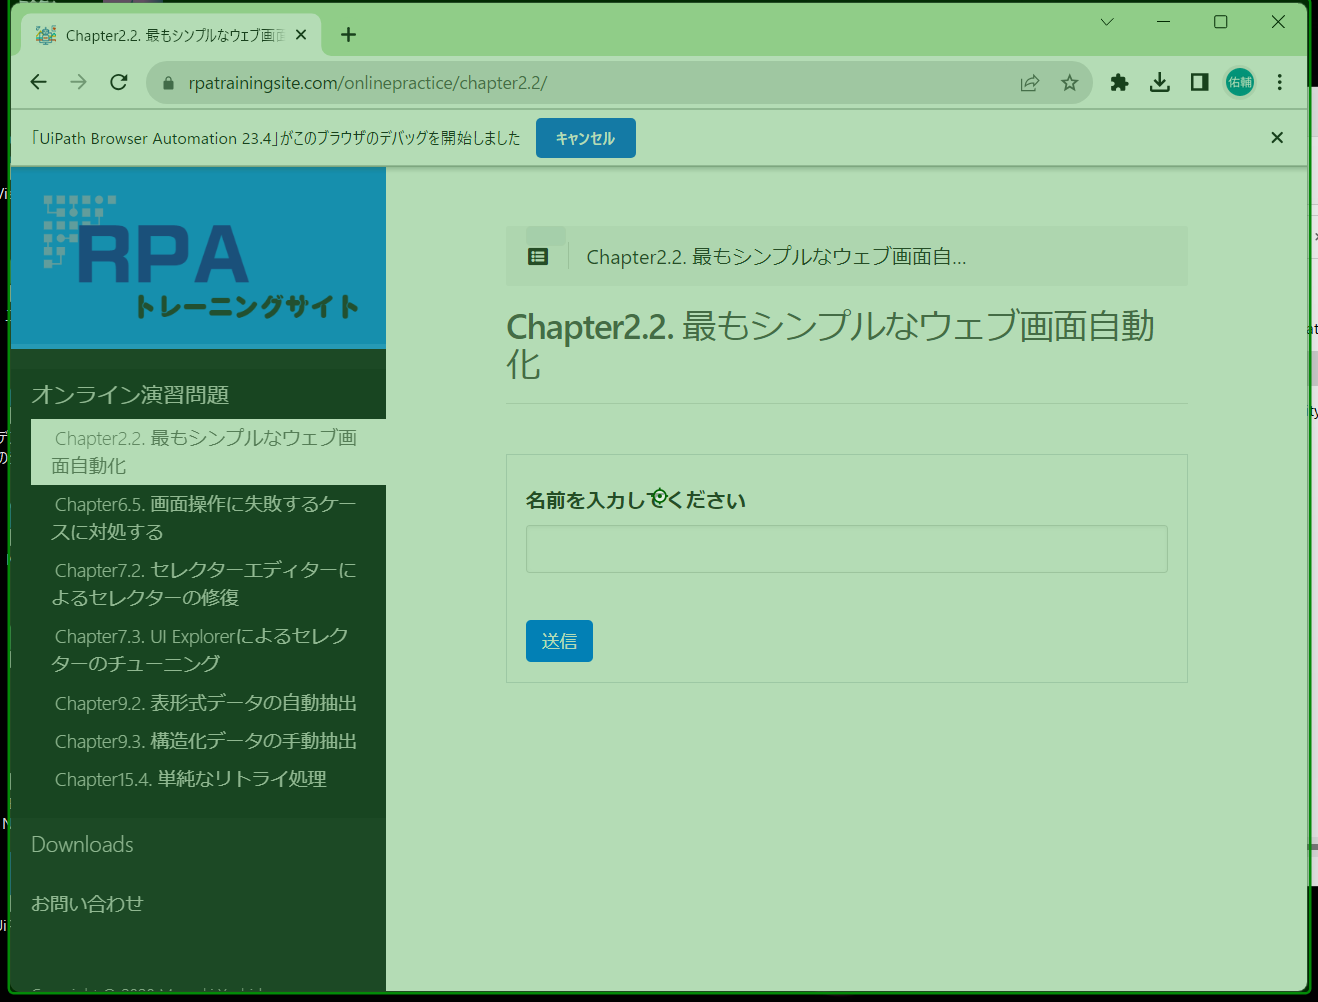 Chapter2.2. 最もシンプルなウェブ画面
rpatrainingsite.com/onlinepractice/chapter2.2/
佑輔
「UiPath Browser Automation 23.4」がこのブラウザのデバッグを開始しました
キャンセル
RPA
トレーニングサイト
オンライン演習問題
Chapter2.2. 最もシンプルなウェブ画
面自動化
Chapter6.5. 画面操作に失敗するケー
スに対処する
Chapter7.2. セレクターエディターに
よるセレクターの修復
Chapter7.3. UI Explorerによるセレク
ターのチューニング
Chapter9.2. 表形式データの自動抽出
Chapter9.3. 構造化データの手動抽出
Chapter15.4. 単純なリトライ処理
Downloads
お問い合わせ
Chapter2.2. 最もシンプルなウェブ画面自...
Chapter2.2. 最もシンプルなウェブ画面自動
化
名前を入力してください
送信